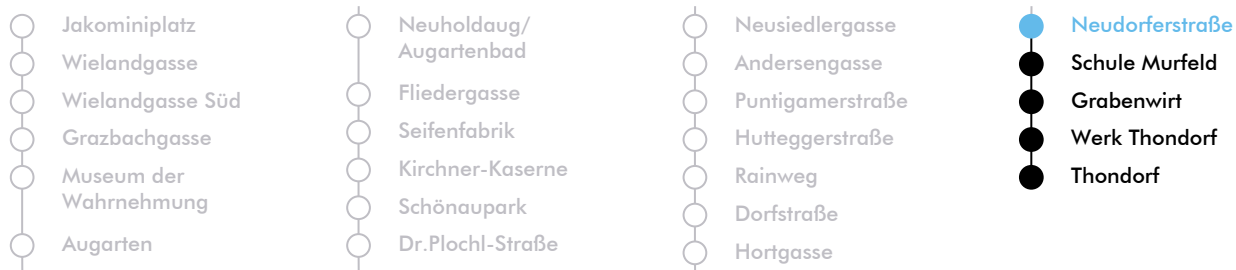 Jakominiplatz
Wielandgasse
Wielandgasse Süd
Grazbachgasse
Museum der
Wahrnehmung
Augarten
Neuholdaug/
Augartenbad
Fliedergasse
Seifenfabrik
Kirchner-Kaserne
Schönaupark
Dr.Plochl-Straße
Neusiedlergasse
Andersengasse
Puntigamerstraße
Hutteggerstraße
Rainweg
Dorfstraße
Hortgasse
Neudorferstraße
Schule Murfeld
Grabenwirt
Werk Thondorf
Thondorf